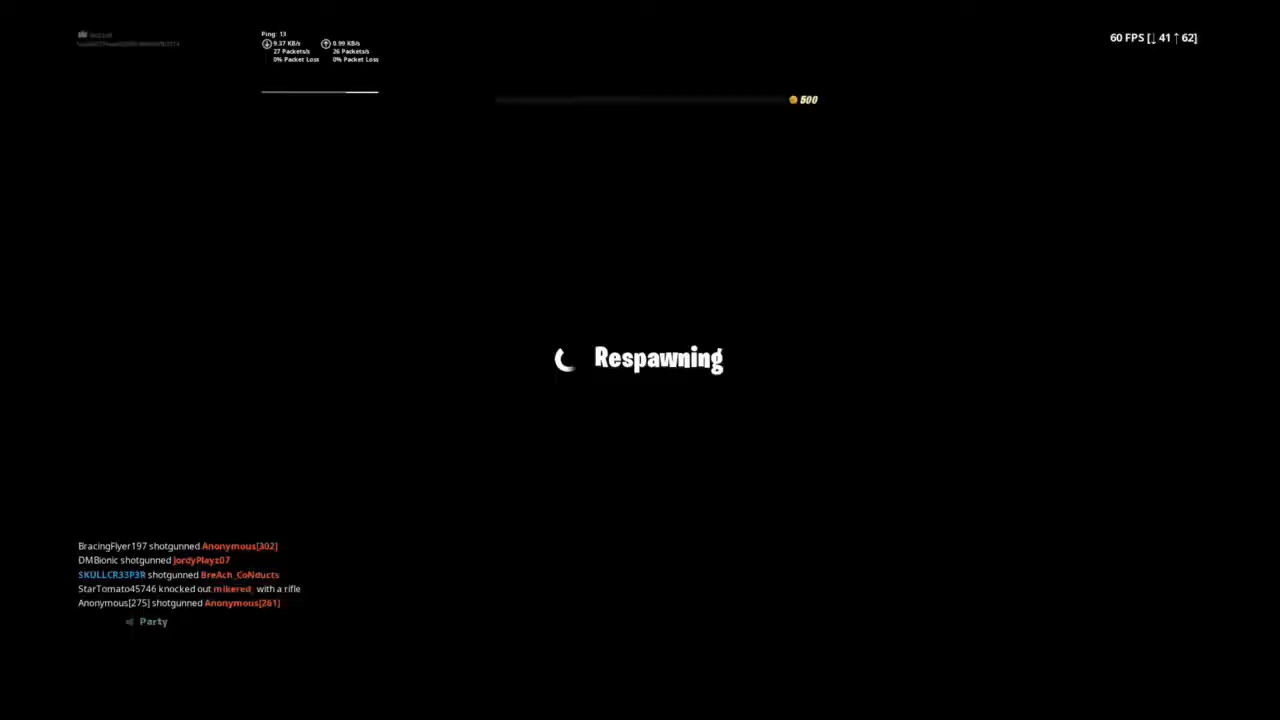 Ping: 13
9.37 KB/s 0.99 KB/s
27 Packets/s 26 Packets/s
0% Packet Loss 0% Packet Loss
60 FPS [↓ 41 ↑ 62]
500
Respawning
BracingFlyer197 shotgunned Anonymous[302]
DMBionic shotgunned JordyPlayz07
SKULLCR33P3R shotgunned BreAch_CoNducts
StarTomato45746 knocked out mikered_ with a rifle
Anonymous[275] shotgunned Anonymous[261]
Party